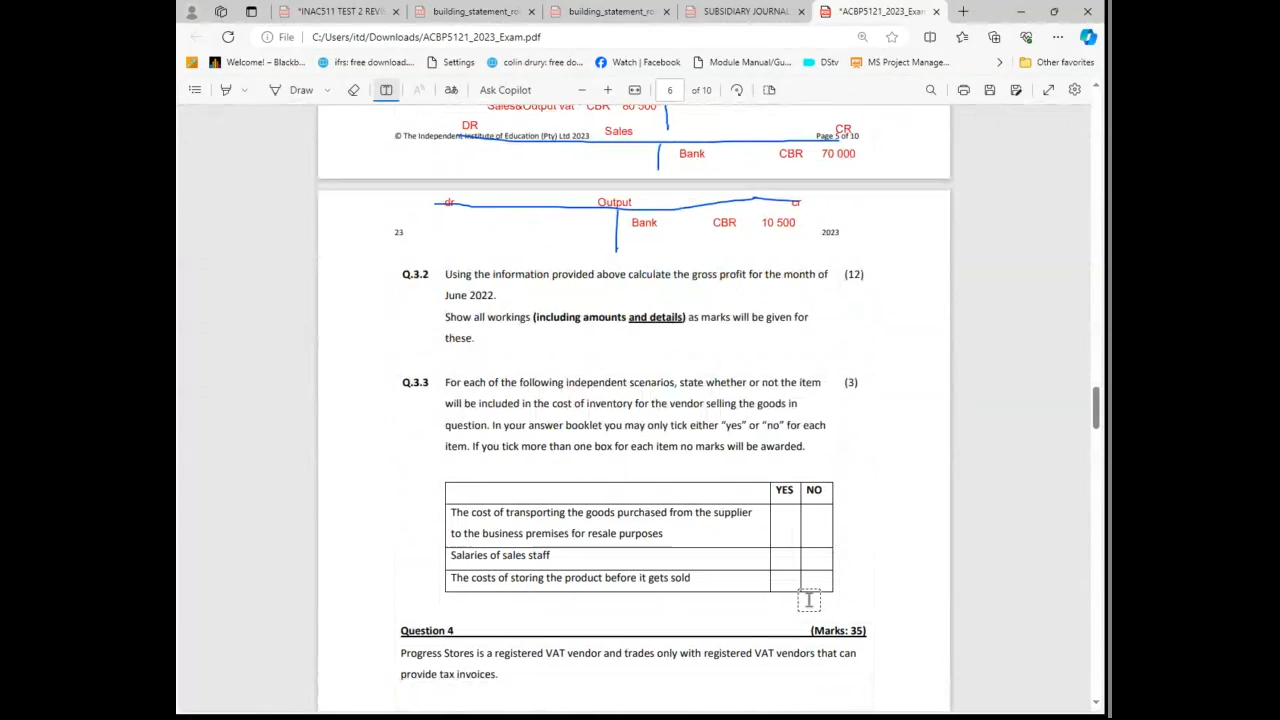 *INAC511 TEST 2 REVI
building_statement_ro
building_statement_ro
SUBSIDIARY JOURNAL
*ACBP5121_2023_Exam
File
C:/Users/itd/Downloads/ACBP5121_2023_Exam.pdf
Welcome! – Blackb...
ifrs: free download....
Settings
colin drury: free do...
Watch | Facebook
Module Manual/Gu...
DStv
MS Project Manage...
Other favorites
Draw
Ask Copilot
6 of 10
Sales&Output vat CBR 80 500
DR Sales CR
© The Independent Institute of Education (Pty) Ltd 2023 Page 5 of 10
Bank CBR 70 000
dr Output cr
Bank CBR 10 500
23 2023
Q.3.2 Using the information provided above calculate the gross profit for the month of (12)
June 2022.
Show all workings (including amounts and details) as marks will be given for
these.
Q.3.3 For each of the following independent scenarios, state whether or not the item (3)
will be included in the cost of inventory for the vendor selling the goods in
question. In your answer booklet you may only tick either “yes” or “no” for each
item. If you tick more than one box for each item no marks will be awarded.
YES NO
The cost of transporting the goods purchased from the supplier
to the business premises for resale purposes
Salaries of sales staff
The costs of storing the product before it gets sold
Question 4 (Marks: 35)
Progress Stores is a registered VAT vendor and trades only with registered VAT vendors that can
provide tax invoices.